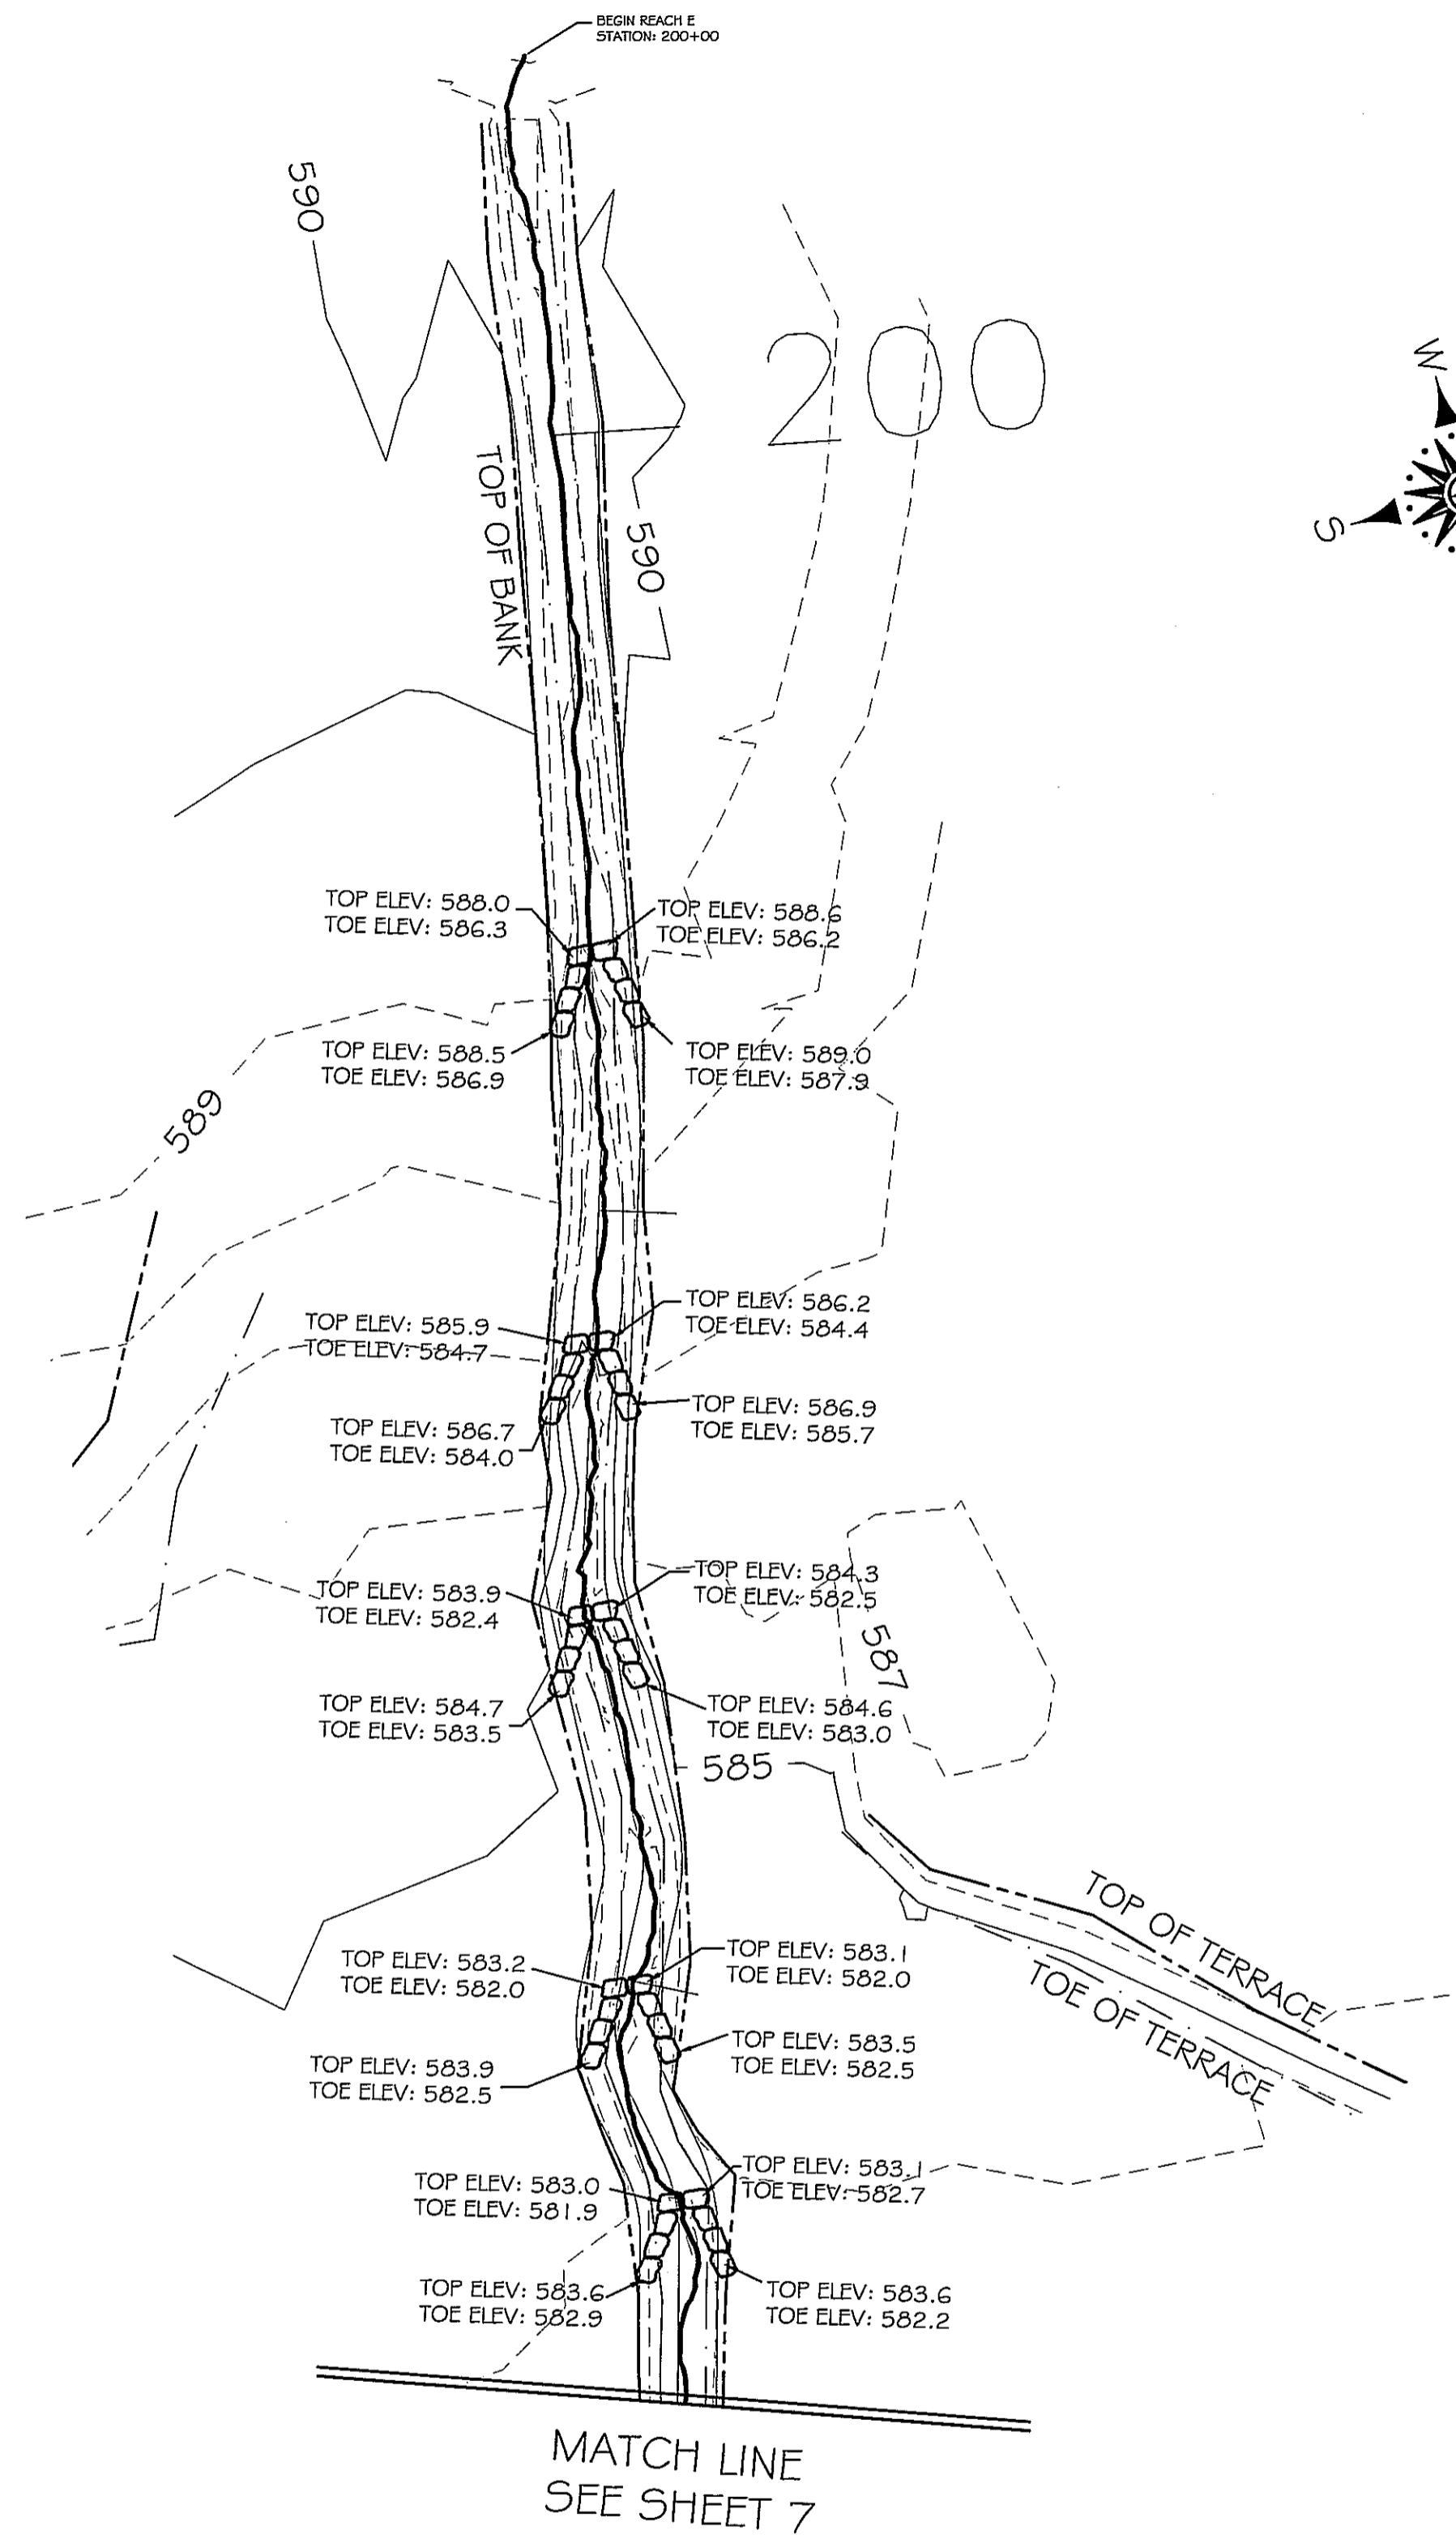 BEGIN REACH E
STATION: 200+00
590
200
W
S
TOP OF BANK
590
TOP ELEV: 588.0
TOE ELEV: 586.3
TOP ELEV: 588.6
TOE ELEV: 586.2
TOP ELEV: 588.5
TOE ELEV: 586.9
TOP ELEV: 589.0
TOE ELEV: 587.9
589
TOP ELEV: 586.2
TOE ELEV: 584.4
TOP ELEV: 585.9
TOE ELEV: 584.7
TOP ELEV: 586.9
TOE ELEV: 585.7
TOP ELEV: 586.7
TOE ELEV: 584.0
TOP ELEV: 584.3
TOE ELEV: 582.5
TOP ELEV: 583.9
TOE ELEV: 582.4
587
TOP ELEV: 584.7
TOE ELEV: 583.5
TOP ELEV: 584.6
TOE ELEV: 583.0
585
TOP OF TERRACE
TOE OF TERRACE
TOP ELEV: 583.2
TOE ELEV: 582.0
TOP ELEV: 583.1
TOE ELEV: 582.0
TOP ELEV: 583.5
TOE ELEV: 582.5
TOP ELEV: 583.9
TOE ELEV: 582.5
TOP ELEV: 583.1
TOE ELEV: 582.7
TOP ELEV: 583.0
TOE ELEV: 581.9
TOP ELEV: 583.6
TOE ELEV: 582.9
TOP ELEV: 583.6
TOE ELEV: 582.2
MATCH LINE
SEE SHEET 7